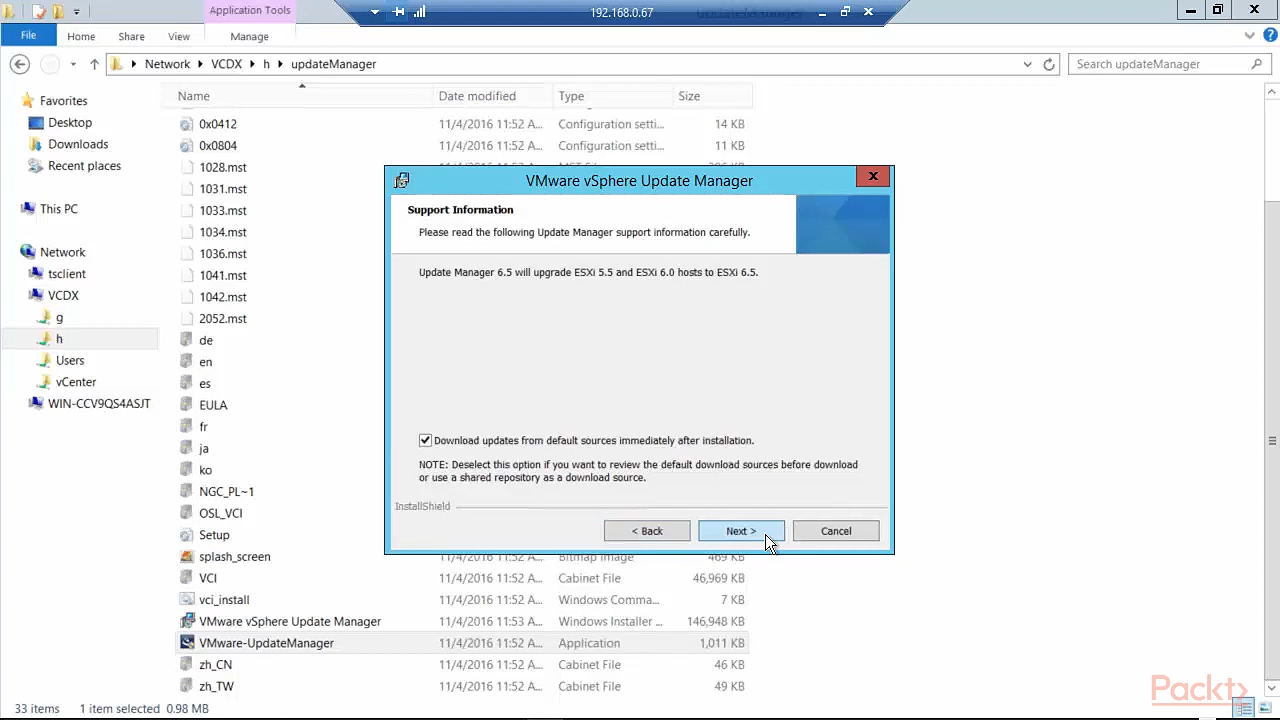 Application Tools
192.168.0.67
File
Home
Share
View
Manage
Network
VCDX
h
updateManager
Search updateManager
Favorites
Desktop
Downloads
Recent places
This PC
Network
tsclient
VCDX
g
h
Users
vCenter
WIN-CCV9QS4ASJT
Name
Date modified
Type
Size
0x0412 11/4/2016 11:52 A... Configuration setti... 14 KB
0x0804 11/4/2016 11:52 A... Configuration setti... 11 KB
1028.mst
1031.mst
1033.mst
1034.mst
1036.mst
1041.mst
1042.mst
2052.mst
de
en
es
EULA
fr
ja
ko
NGC_PL~1
OSL_VCI
Setup
splash_screen 11/4/2016 11:52 A... Bitmap image 469 KB
VCI 11/4/2016 11:52 A... Cabinet File 46,969 KB
vci_install 11/4/2016 11:52 A... Windows Comma... 7 KB
VMware vSphere Update Manager 11/4/2016 11:53 A... Windows Installer ... 146,948 KB
VMware-UpdateManager 11/4/2016 11:52 A... Application 1,011 KB
zh_CN 11/4/2016 11:52 A... Cabinet File 46 KB
zh_TW 11/4/2016 11:52 A... Cabinet File 49 KB
VMware vSphere Update Manager
Support Information
Please read the following Update Manager support information carefully.
Update Manager 6.5 will upgrade ESXi 5.5 and ESXi 6.0 hosts to ESXi 6.5.
Download updates from default sources immediately after installation.
NOTE: Deselect this option if you want to review the default download sources before download
or use a shared repository as a download source.
InstallShield
< Back
Next >
Cancel
33 items
1 item selected 0.98 MB
Packt